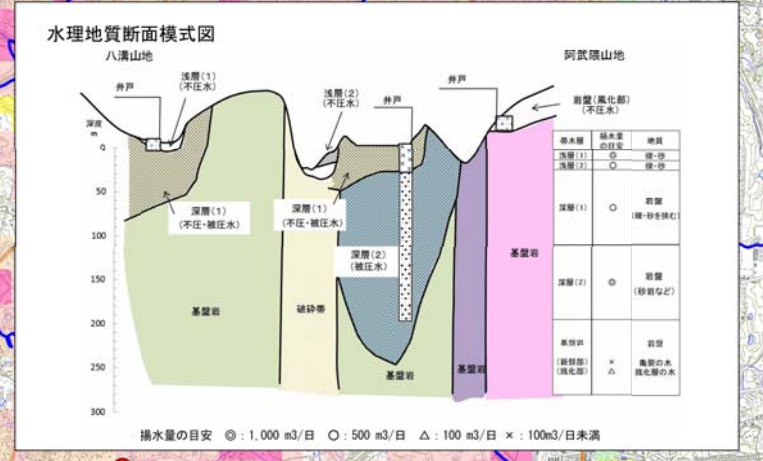 水理地質断面模式図
八溝山地
阿武隈山地
浅層(1)
(不圧水)
井戸
浅層(2)
(不圧水)
井戸
井戸
岩盤(風化部)
(不圧水)
深度
m
0
50
100
150
200
250
300
深層(1)
(不圧・被圧水)
深層(1)
(不圧・被圧水)
深層(2)
(被圧水)
基盤岩
破砕帯
基盤岩
基盤岩
基盤岩
帯水層 揚水量の目安 地質
浅層(1) ◎ 礫・砂
浅層(2) ○ 礫・砂
深層(1) ○ 岩盤
(礫・砂を挟む)
深層(2) ◎ 岩盤
(砂岩など)
基盤岩 岩盤
(新鮮部) × 亀裂の水
(風化部) △ 風化層の水
揚水量の目安 ◎：1,000 m3/日 ○：500 m3/日 △：100 m3/日 ×：100m3/日未満